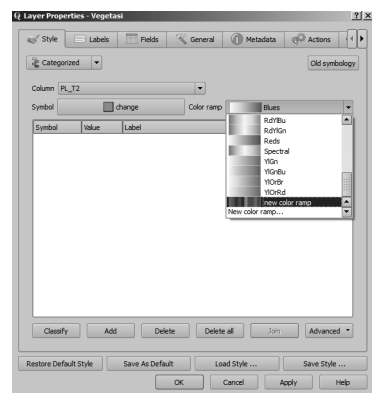 Layer Properties - Vegetasi
Style Labels Fields General Metadata Actions
Categorized Old symbology
Column PL_T2
Symbol change Color ramp Blues
Symbol Value Label
RdYlBu
RdYlGn
Reds
Spectral
YlGn
YlGnBu
YlOrBr
YlOrRd
new color ramp
New color ramp...
Classify Add Delete Delete all Join Advanced
Restore Default Style Save As Default Load Style ... Save Style ...
OK Cancel Apply Help